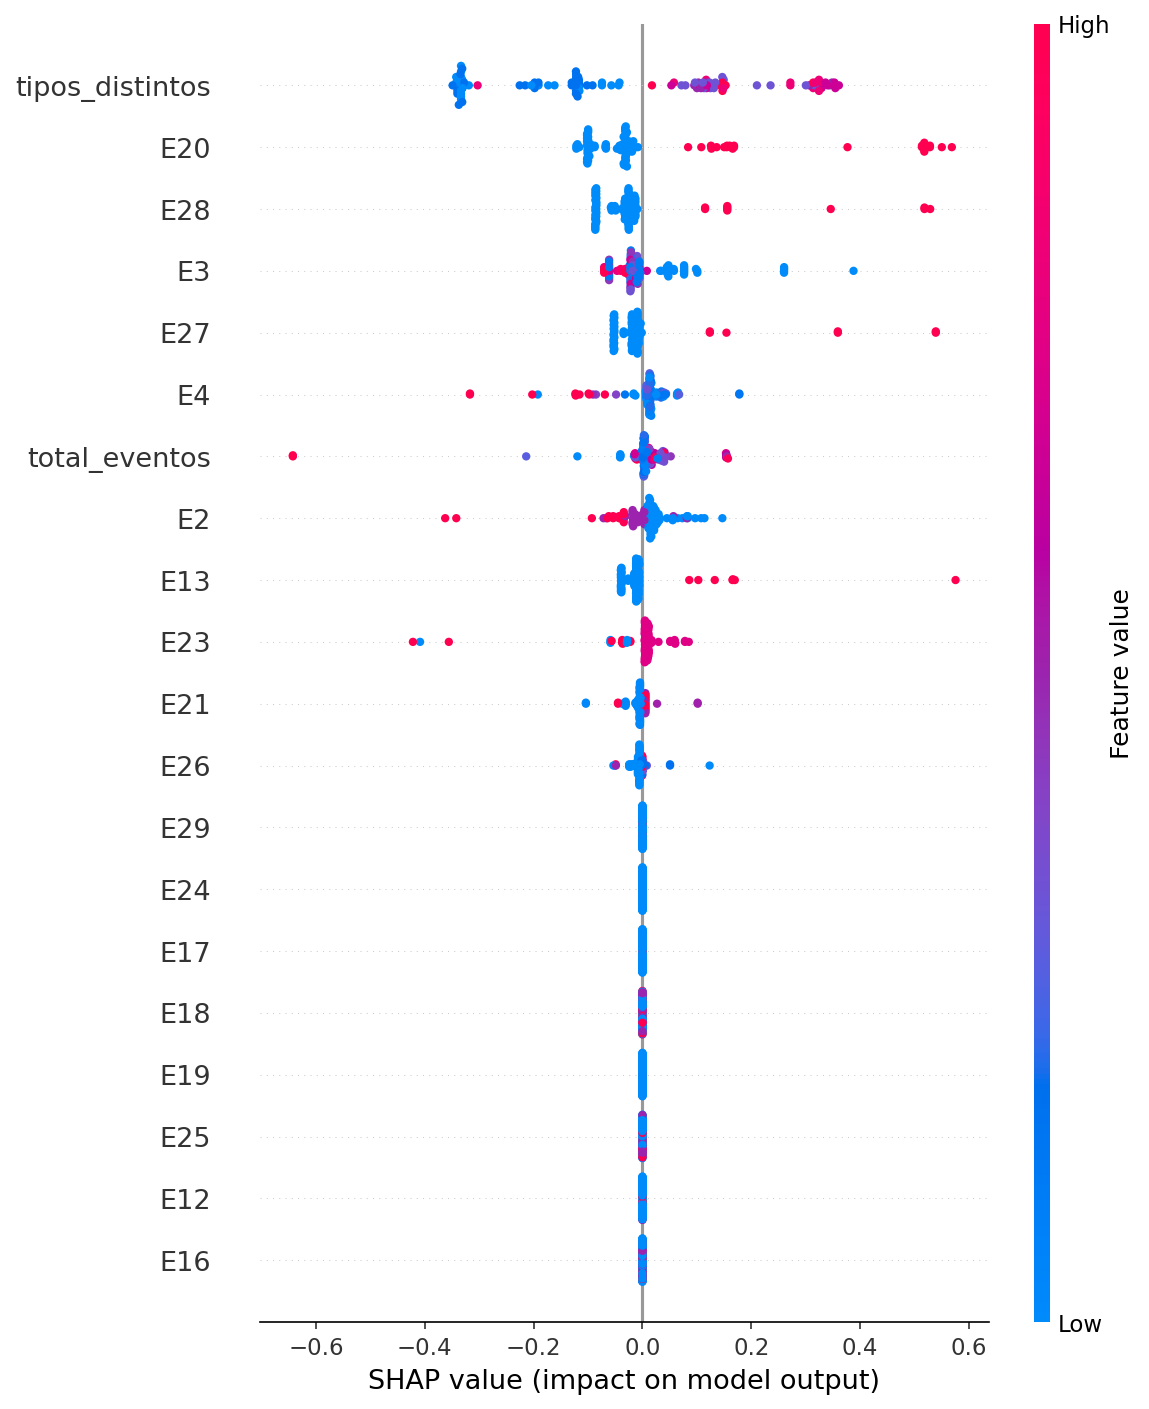 High
tipos_distintos
E20
E28
E3
E27
E4
total_eventos
E2
E13
E23
E21
E26
E29
E24
E17
E18
E19
E25
E12
E16
Feature value
Low
−0.6 −0.4 −0.2 0.0 0.2 0.4 0.6
SHAP value (impact on model output)